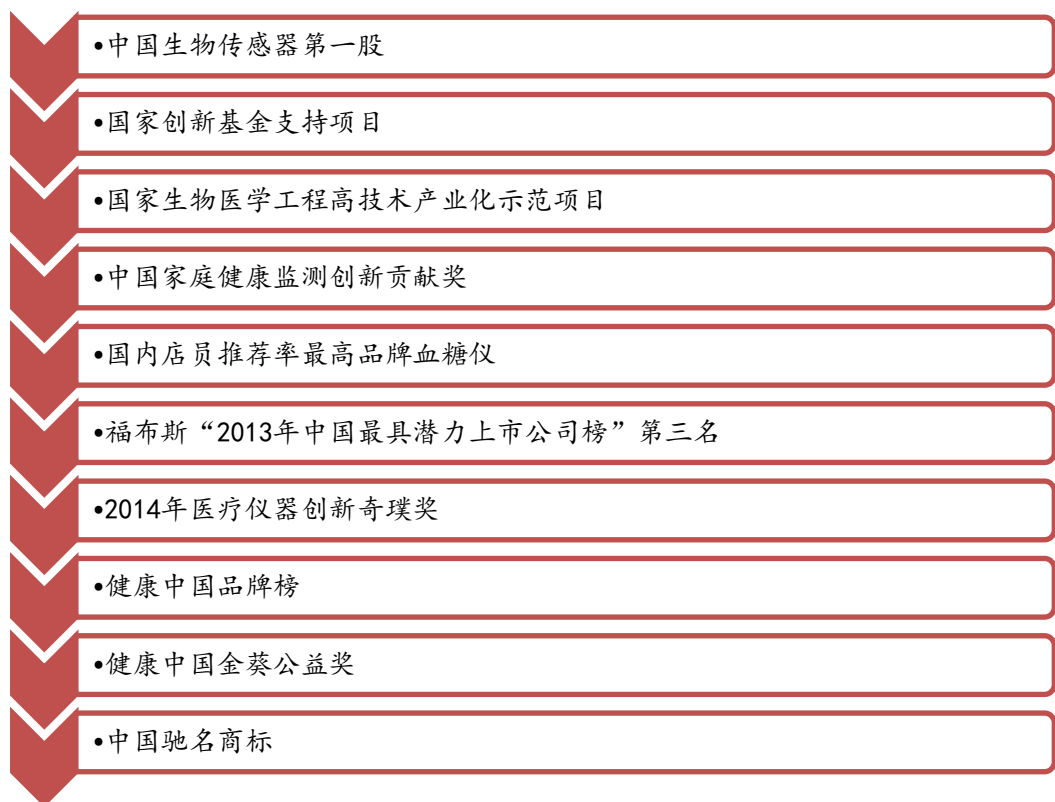 •中国生物传感器第一股
•国家创新基金支持项目
•国家生物医学工程高技术产业化示范项目
•中国家庭健康监测创新贡献奖
•国内店员推荐率最高品牌血糖仪
•福布斯“2013年中国最具潜力上市公司榜”第三名
•2014年医疗仪器创新奇璞奖
•健康中国品牌榜
•健康中国金葵公益奖
•中国驰名商标